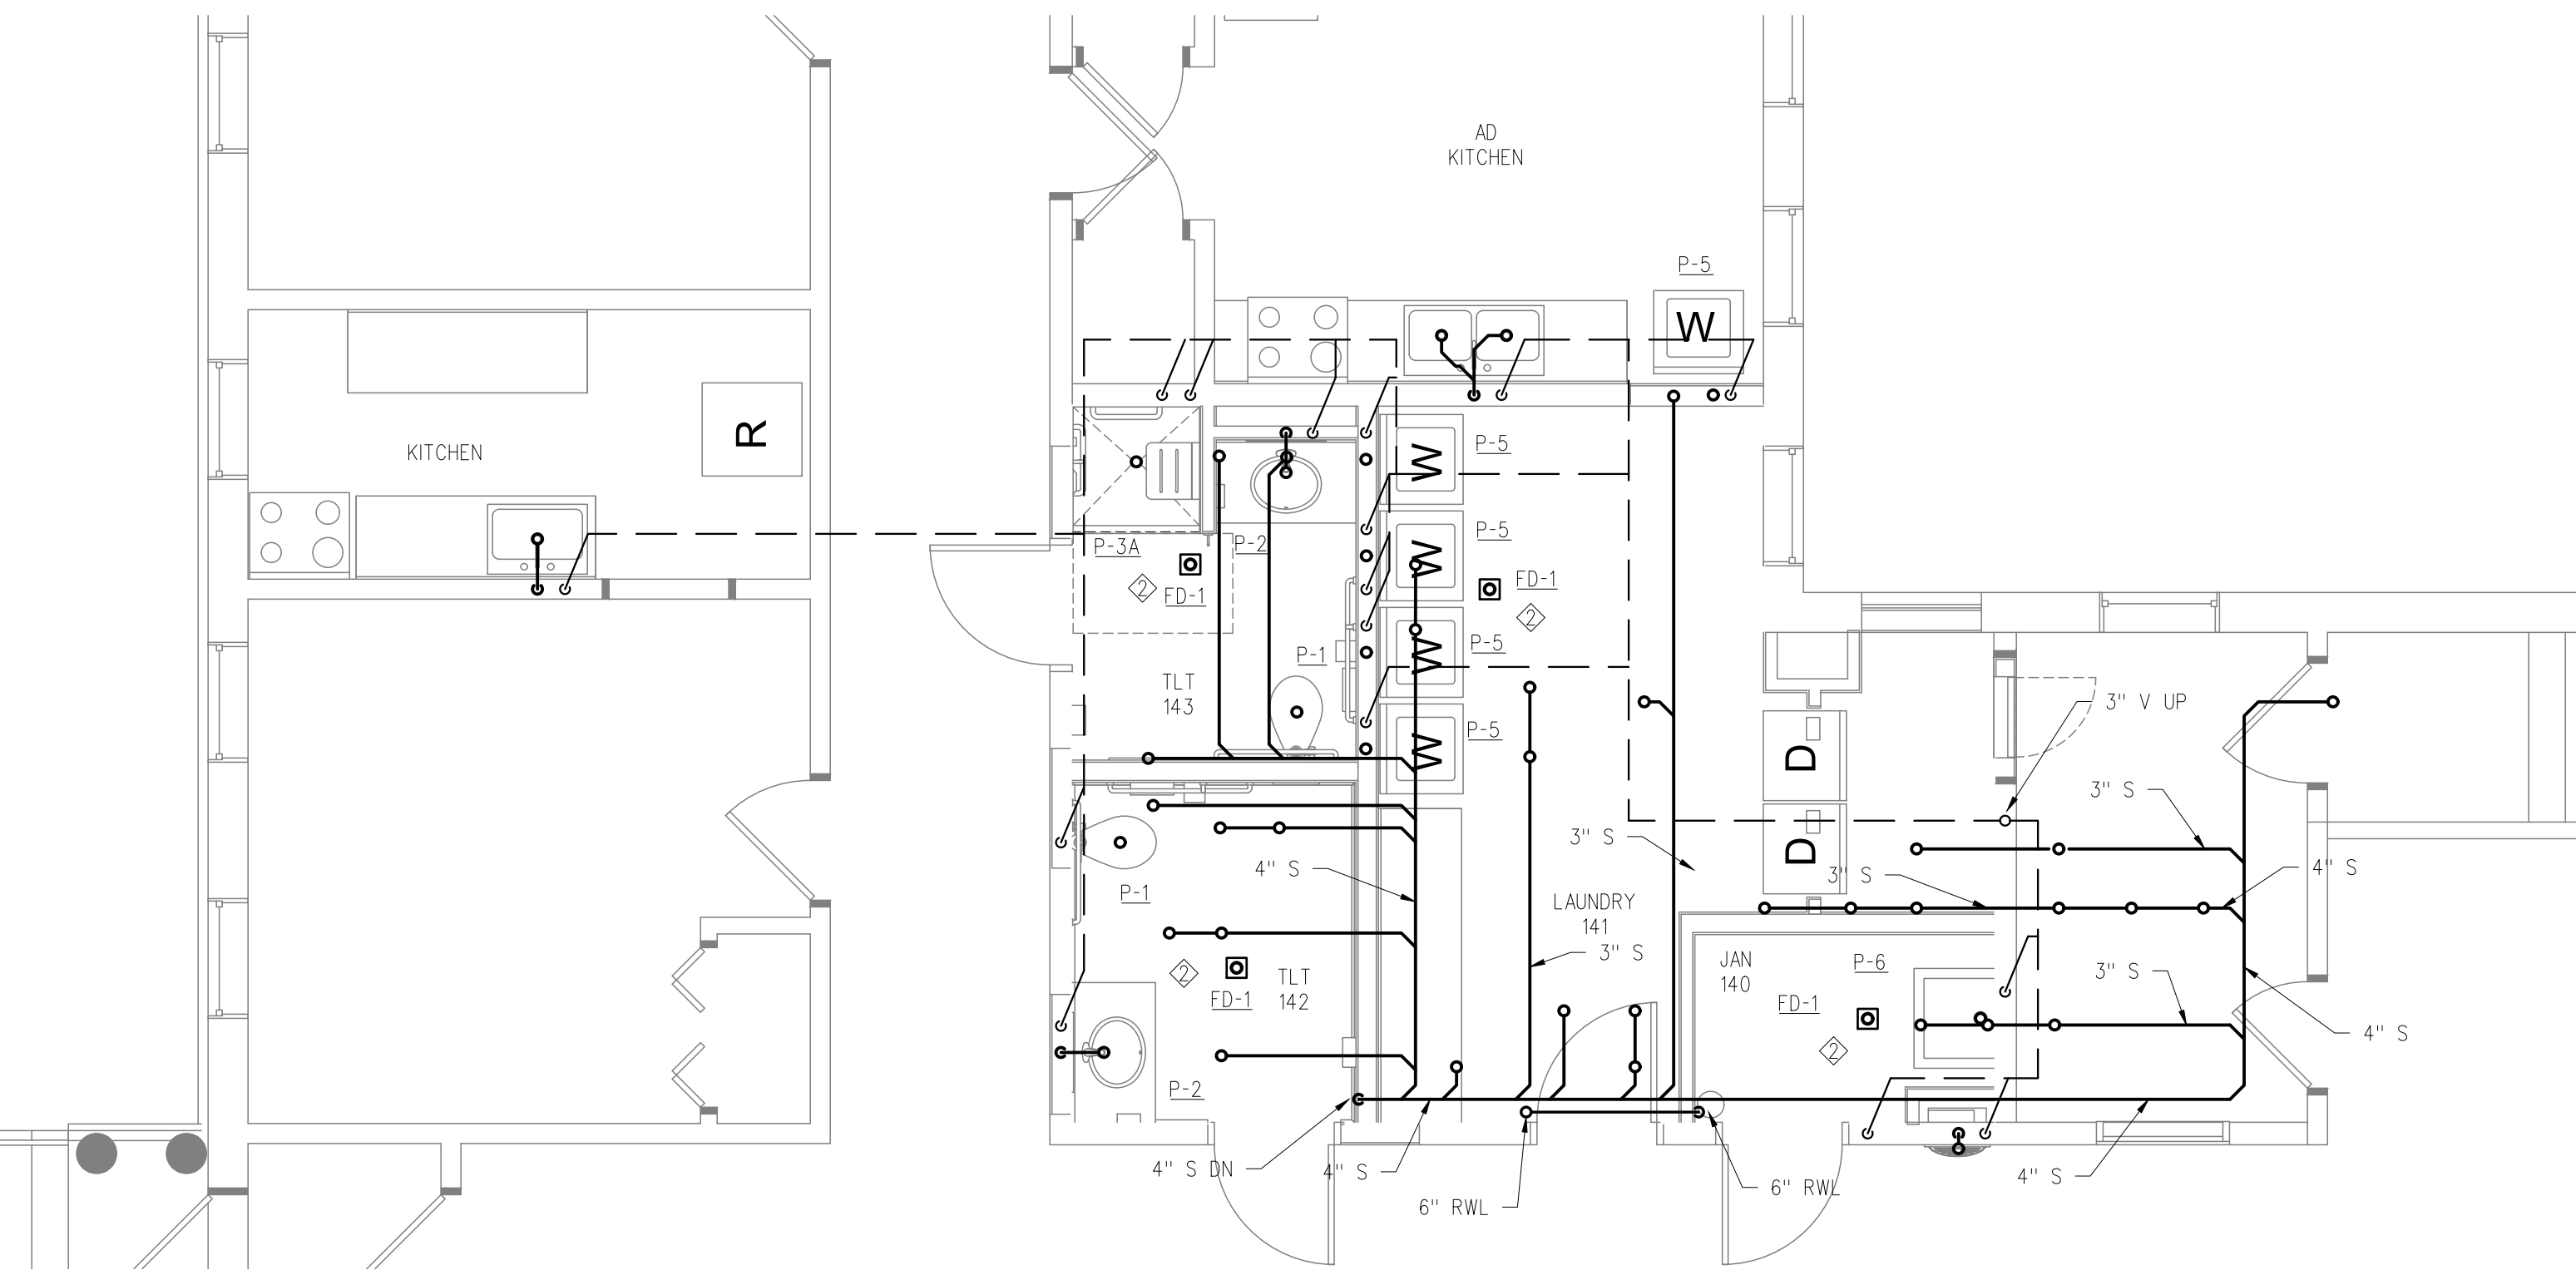 AD
KITCHEN
P-5
W
R
KITCHEN
W
P-5
P-3A
P-2
W
P-5
FD-1
2
FD-1
2
P-1
W
P-5
TLT
143
W
P-5
D
3" V UP
3" S
D
3" S
4" S
3" S
4" S
P-1
LAUNDRY
141
3" S
JAN
140
P-6
3" S
FD-1
2
4" S
2
FD-1
TLT
142
P-2
4" S DN
4" S
6" RWL
6" RWL
4" S